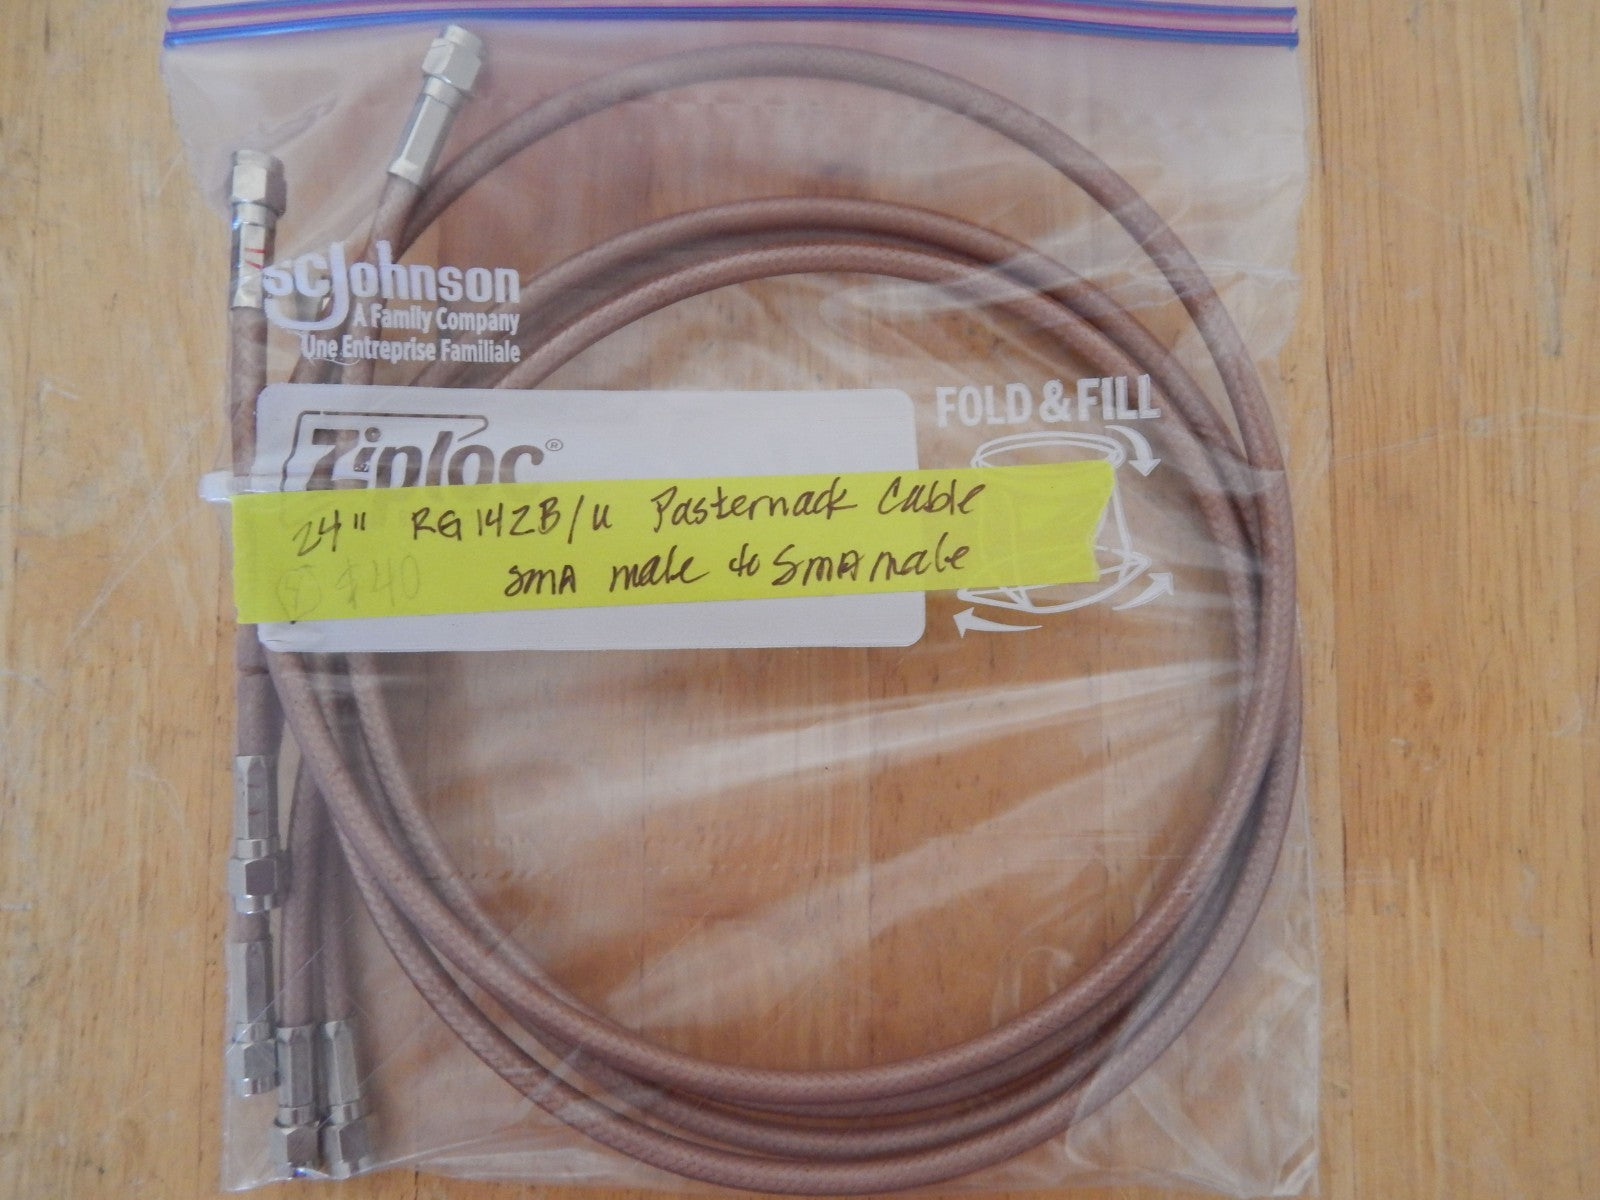 SC Johnson
A Family Company
Une Entreprise Familiale
Ziploc®
FOLD & FILL
24" RG142B/u Pasternack Cable
④ $40 SMA male to SMA male